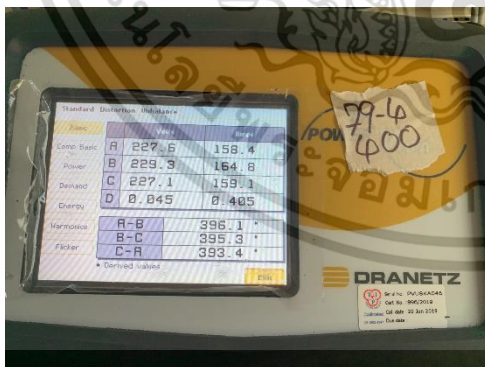 Standard Distortion Unbalance
Basic Volts Amps
Comp. Basic A 227.6 158.4
Power B 229.3 164.8
Demand C 227.1 159.1
Energy D 0.045 0.405
Harmonics A-B 396.1 *
B-C 395.3 *
Flicker C-A 393.4 *
* Derived values
Exit
79-4
400
DRANETZ
Cal. date 20 Jun 2019
Due date